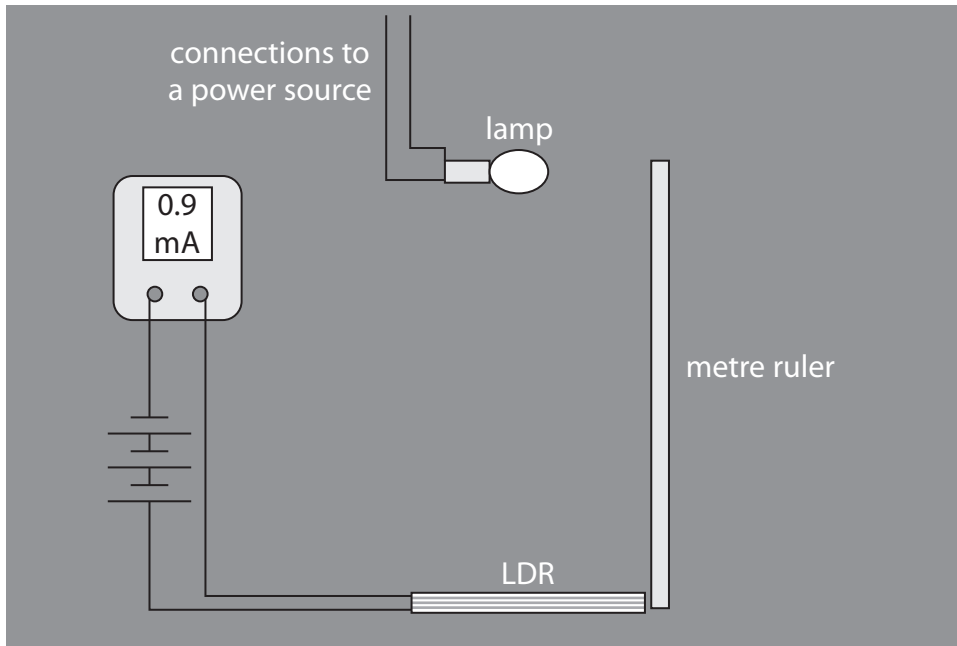 connections to
a power source
lamp
0.9
mA
metre ruler
LDR